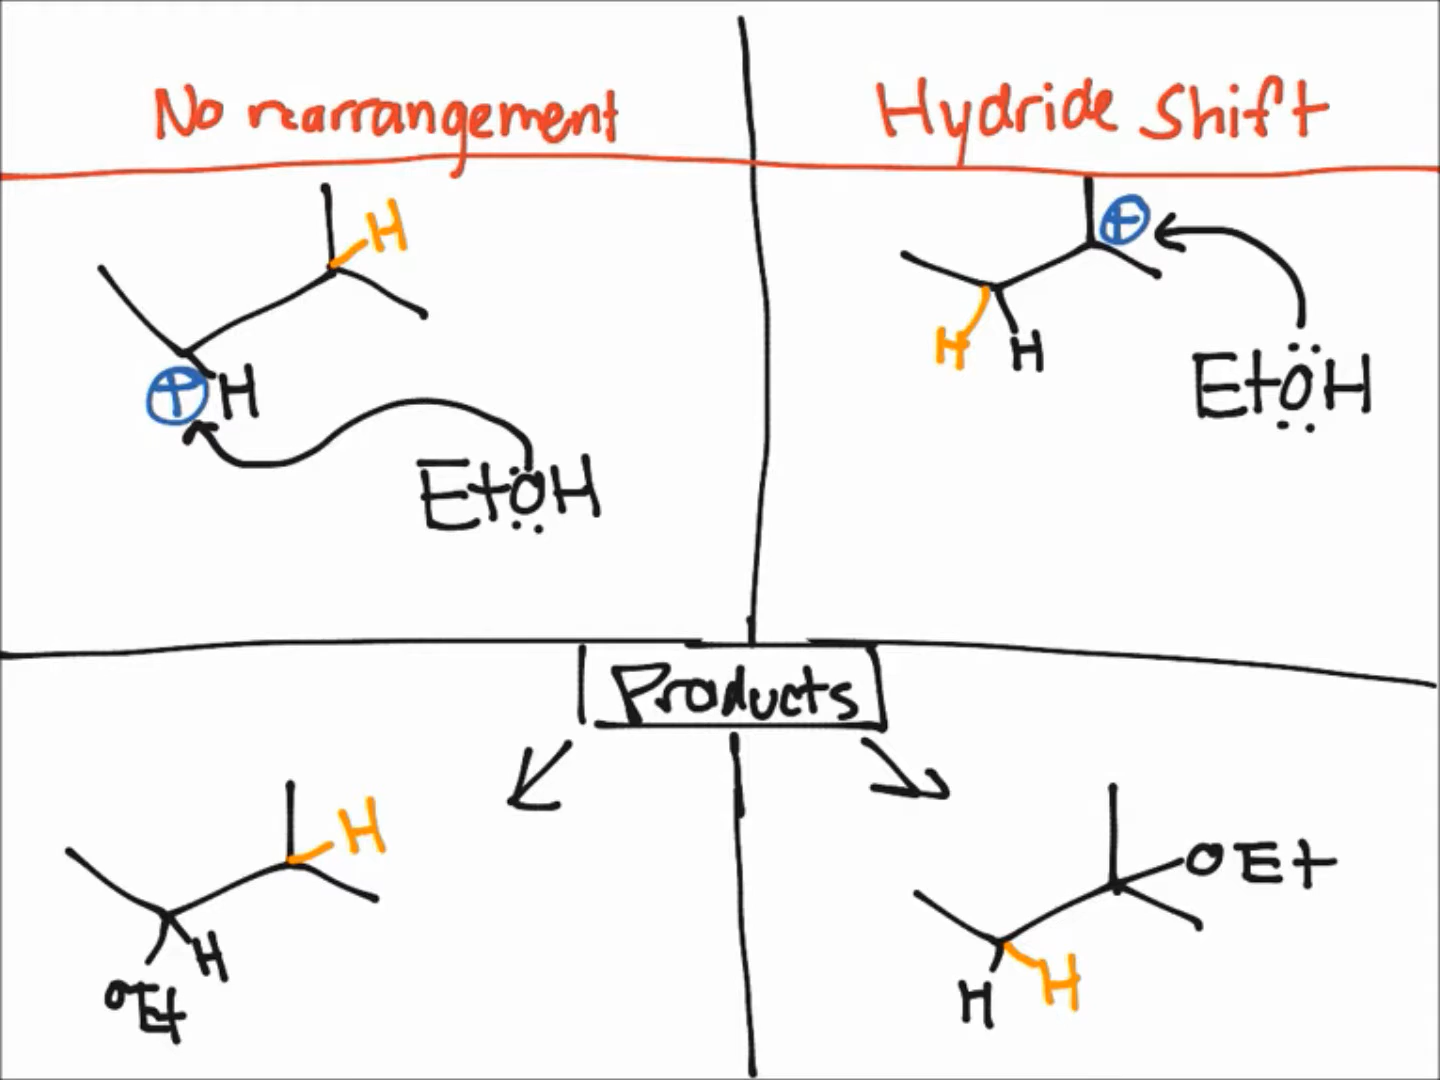 No rearrangement
Hydride Shift
H
⊕ H
EtÖH
⊕
H H
EtÖH
Products
H
H
OEt
OEt
H H